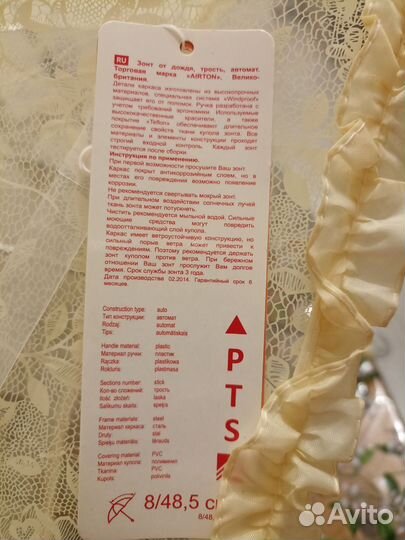 RU Зонт от дождя, трость, автомат.
Торговая марка «AIRTON». Велико-
британия.
Детали каркаса изготовлены из высокопрочных
материалов, специальная система «Windproof»
защищает его от поломок. Ручка разработана с
учетом требований эргономики. Используемые
высококачественные красители, а также
покрытие «Teflon» обеспечивают длительное
сохранение свойств ткани купола зонта. Все
материалы и элементы конструкции проходят
строгий входной контроль. Каждый зонт
тестируется после сборки.
Инструкция по применению.
При первой возможности просушите Ваш зонт.
Каркас покрыт антикоррозийным слоем, но в
местах его повреждения возможно появление
коррозии.
Не рекомендуется свертывать мокрый зонт.
При длительном воздействии солнечных лучей
ткань зонта может потускнеть.
Чистить рекомендуется мыльной водой. Сильные
моющие средства могут повредить
водоотталкивающий слой купола.
Каркас имеет ветроустойчивую конструкцию, но
сильный порыв ветра может привести к
повреждениям. Поэтому рекомендуется держать
зонт куполом против ветра. При бережном
отношении Ваш зонт прослужит Вам долгое
время. Срок службы зонта 3 года.
Дата производства 02.2014. Гарантийный срок 6
месяцев.
Construction type: auto
Тип конструкции: автомат
Rodzaj: automat
Tips: automātiskais
Handle material: plastic
Материал ручки: пластик
Rączka: plastikowa
Rokturis: plastmasa
Sections number: stick
Кол-во сложений: трость
Ilość złożeń: laska
Salikumu skaits: spieķis
Frame materials: steel
Материал каркаса: сталь
Druty: stal
Spieķu materiāls: tērauds
Covering material: PVC
Материал купола: поливинил
Tkanina: PVC
Kupols: polivinila
P
T
S
8/48,5 c
8/48,
Avito